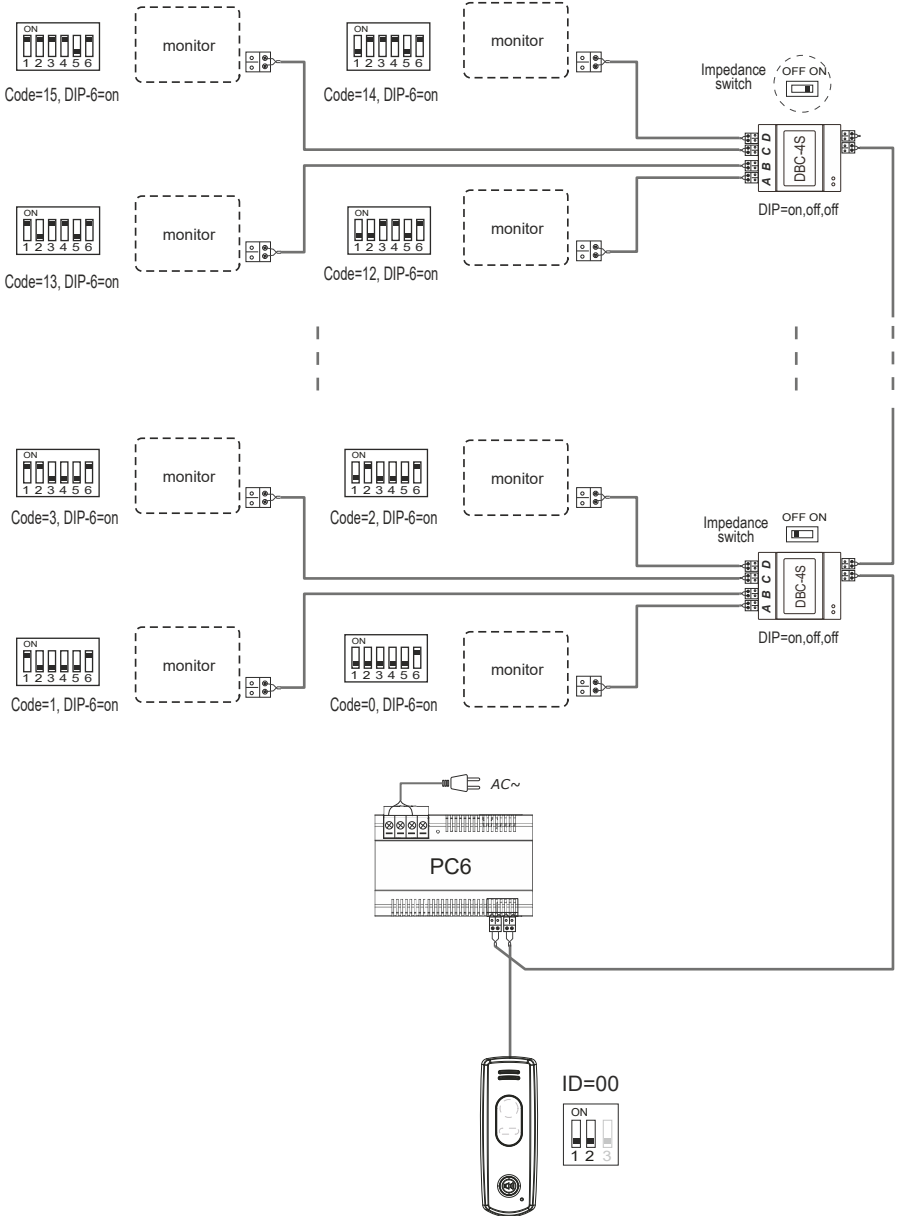 ON
1 2 3 4 5 6
Code=15, DIP-6=on
monitor
ON
1 2 3 4 5 6
Code=14, DIP-6=on
monitor
Impedance
switch
OFF ON
A B C D
DBC-4S
DIP=on,off,off
ON
1 2 3 4 5 6
Code=13, DIP-6=on
monitor
ON
1 2 3 4 5 6
Code=12, DIP-6=on
monitor
ON
1 2 3 4 5 6
Code=3, DIP-6=on
monitor
ON
1 2 3 4 5 6
Code=2, DIP-6=on
monitor
Impedance
switch
OFF ON
A B C D
DBC-4S
DIP=on,off,off
ON
1 2 3 4 5 6
Code=1, DIP-6=on
monitor
ON
1 2 3 4 5 6
Code=0, DIP-6=on
monitor
AC~
PC6
ID=00
ON
1 2 3